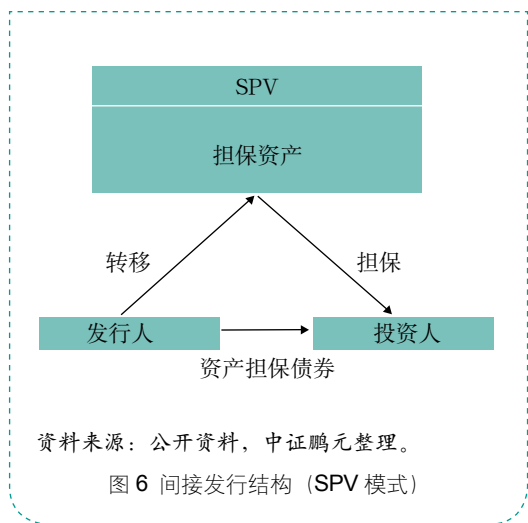 SPV
担保资产
转移
担保
发行人
投资人
资产担保债券
资料来源：公开资料，中证鹏元整理。
图 6 间接发行结构（SPV 模式）